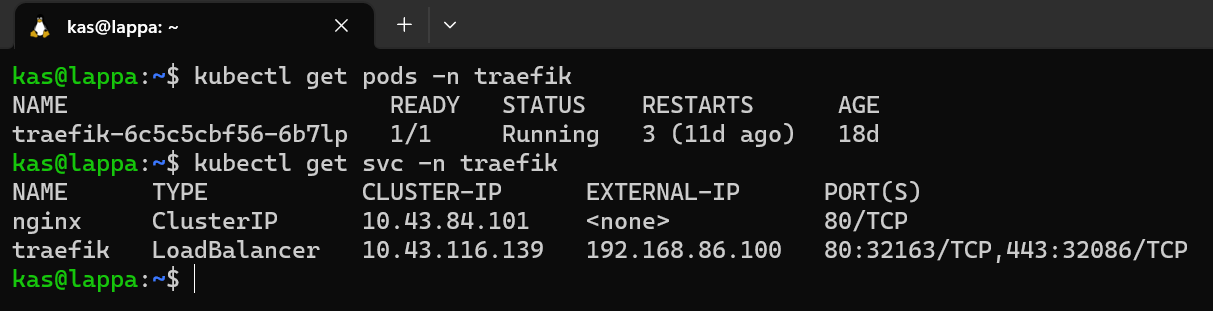 kas@lappa: ~
kas@lappa:~$ kubectl get pods -n traefik
NAME                       READY   STATUS    RESTARTS      AGE
traefik-6c5c5cbf56-6b7lp   1/1     Running   3 (11d ago)   18d
kas@lappa:~$ kubectl get svc -n traefik
NAME      TYPE           CLUSTER-IP      EXTERNAL-IP      PORT(S)
nginx     ClusterIP      10.43.84.101    <none>           80/TCP
traefik   LoadBalancer   10.43.116.139   192.168.86.100   80:32163/TCP,443:32086/TCP
kas@lappa:~$